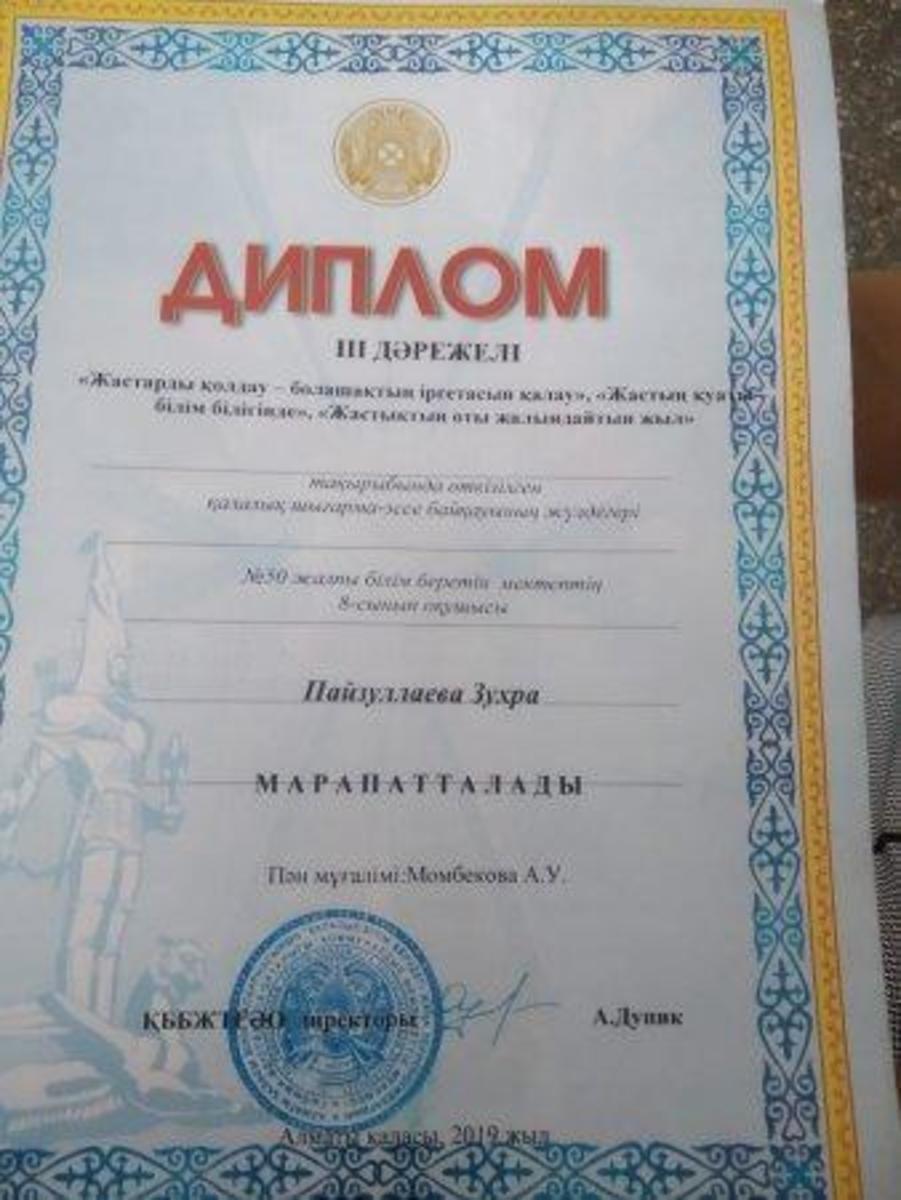 ДИПЛОМ
ІІІ ДӘРЕЖЕЛІ
«Жастарды қолдау – болашақтың іргетасын қалау», «Жастың қуаты –
білім білігінде», «Жастықтың оты жалындайтын жыл»
тақырыбында өткізілген
қалалық шығарма-эссе байқауының жүлдегері
№50 жалпы білім беретін мектептің
8-сынып оқушысы
Пайзуллаева Зухра
МАРАПАТТАЛАДЫ
Пән мұғалімі:Момбекова А.У.
директоры А.Дупик
Алматы қаласы, 2019 жыл